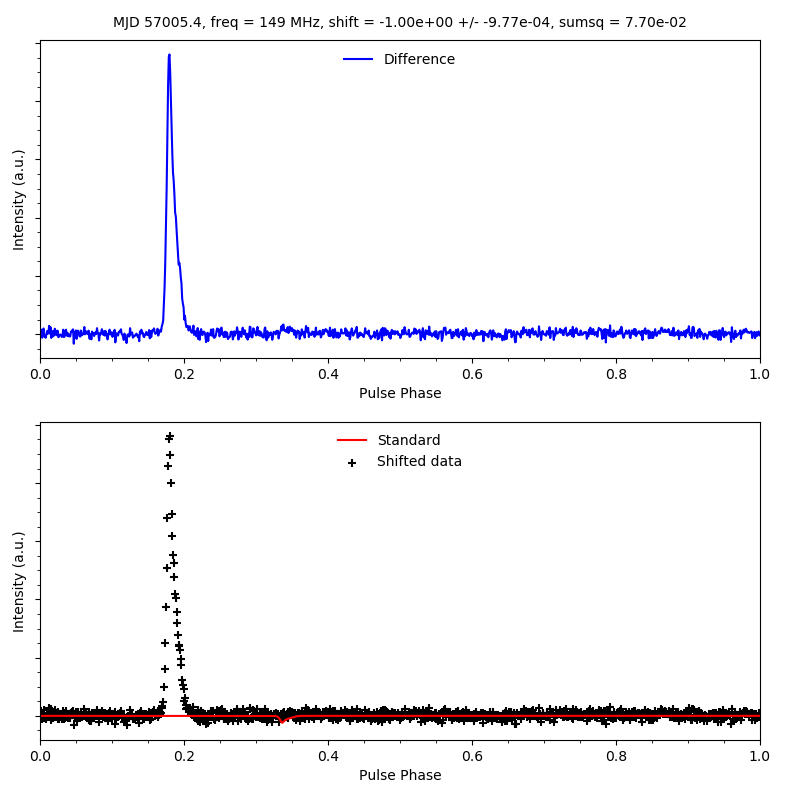 MJD 57005.4, freq = 149 MHz, shift = -1.00e+00 +/- -9.77e-04, sumsq = 7.70e-02
Difference
Intensity (a.u.)
0.0 0.2 0.4 0.6 0.8 1.0
Pulse Phase
Standard
Shifted data
Intensity (a.u.)
0.0 0.2 0.4 0.6 0.8 1.0
Pulse Phase